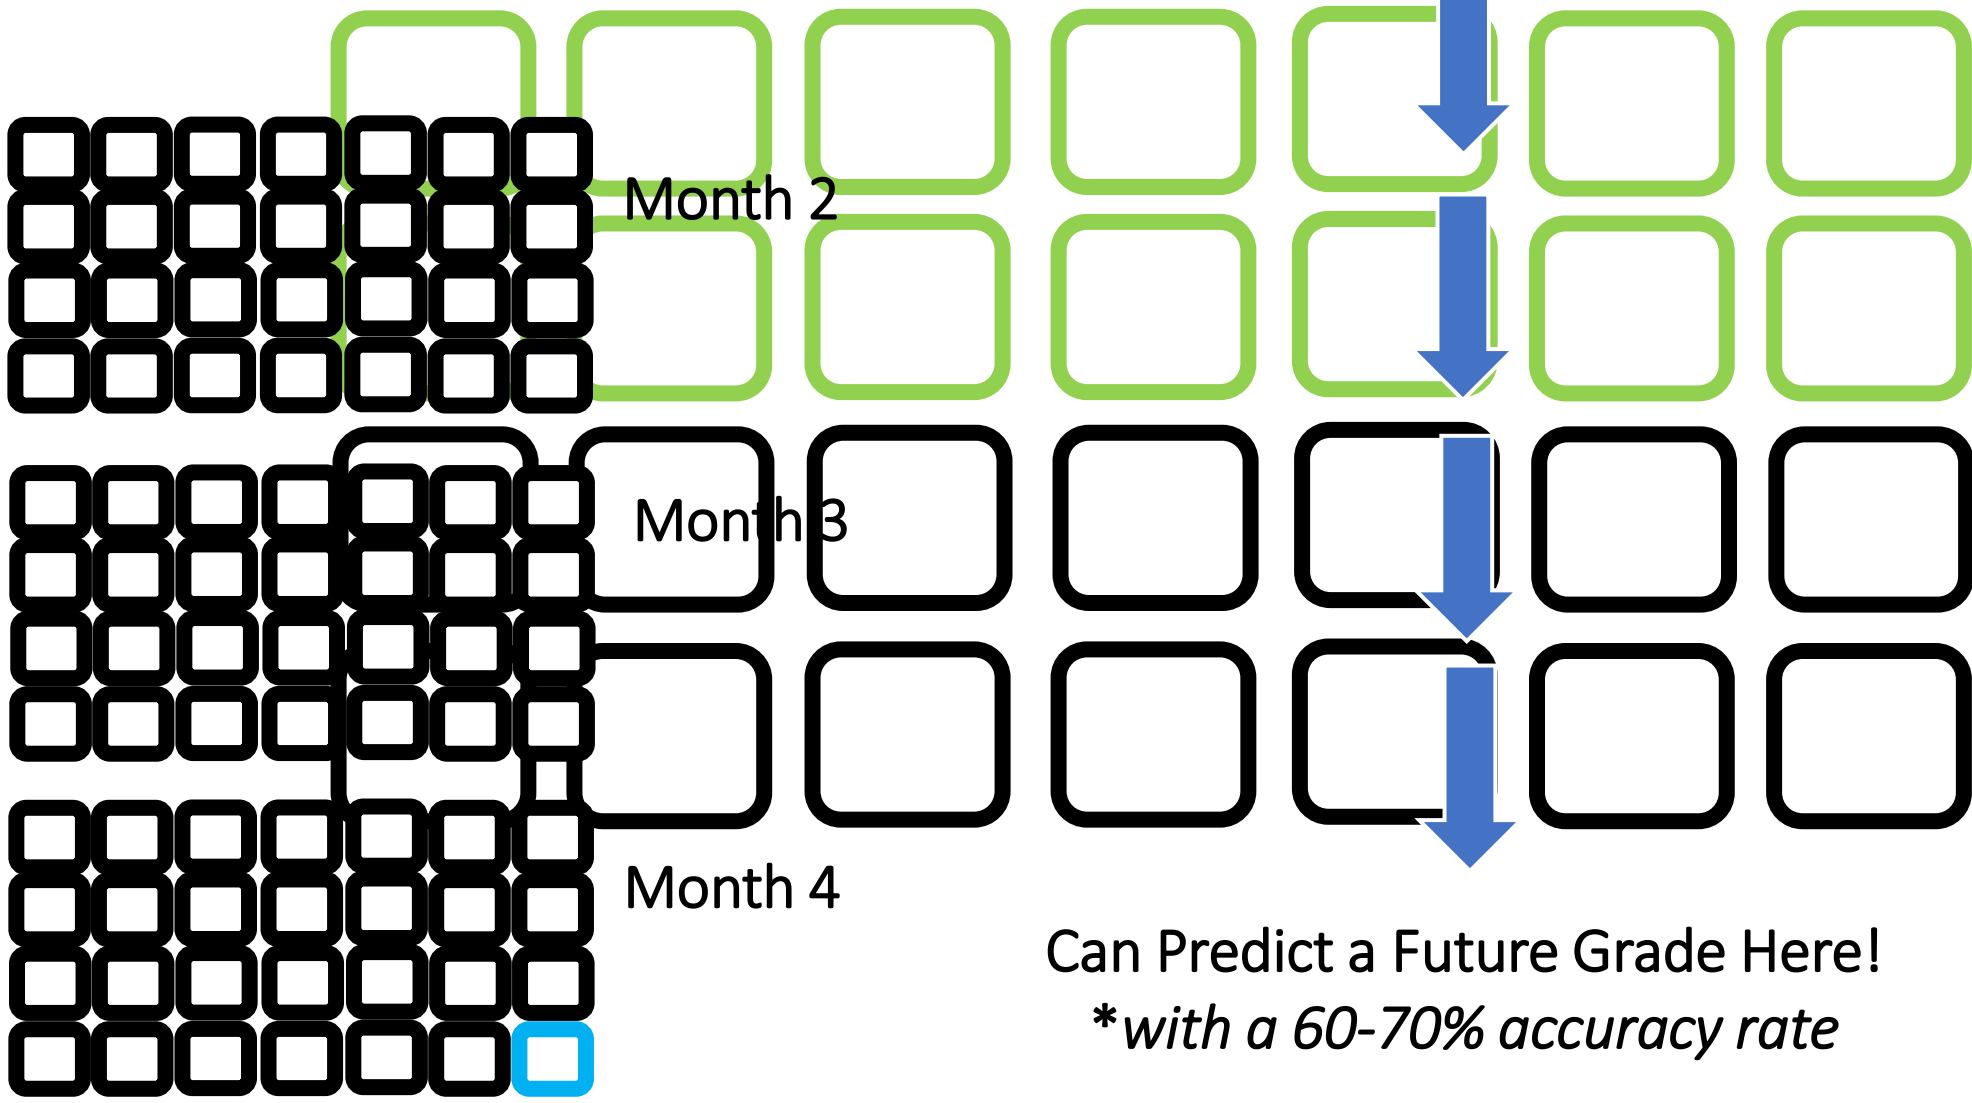 Month 2
Month 3
Month 4
Can Predict a Future Grade Here!
*with a 60-70% accuracy rate